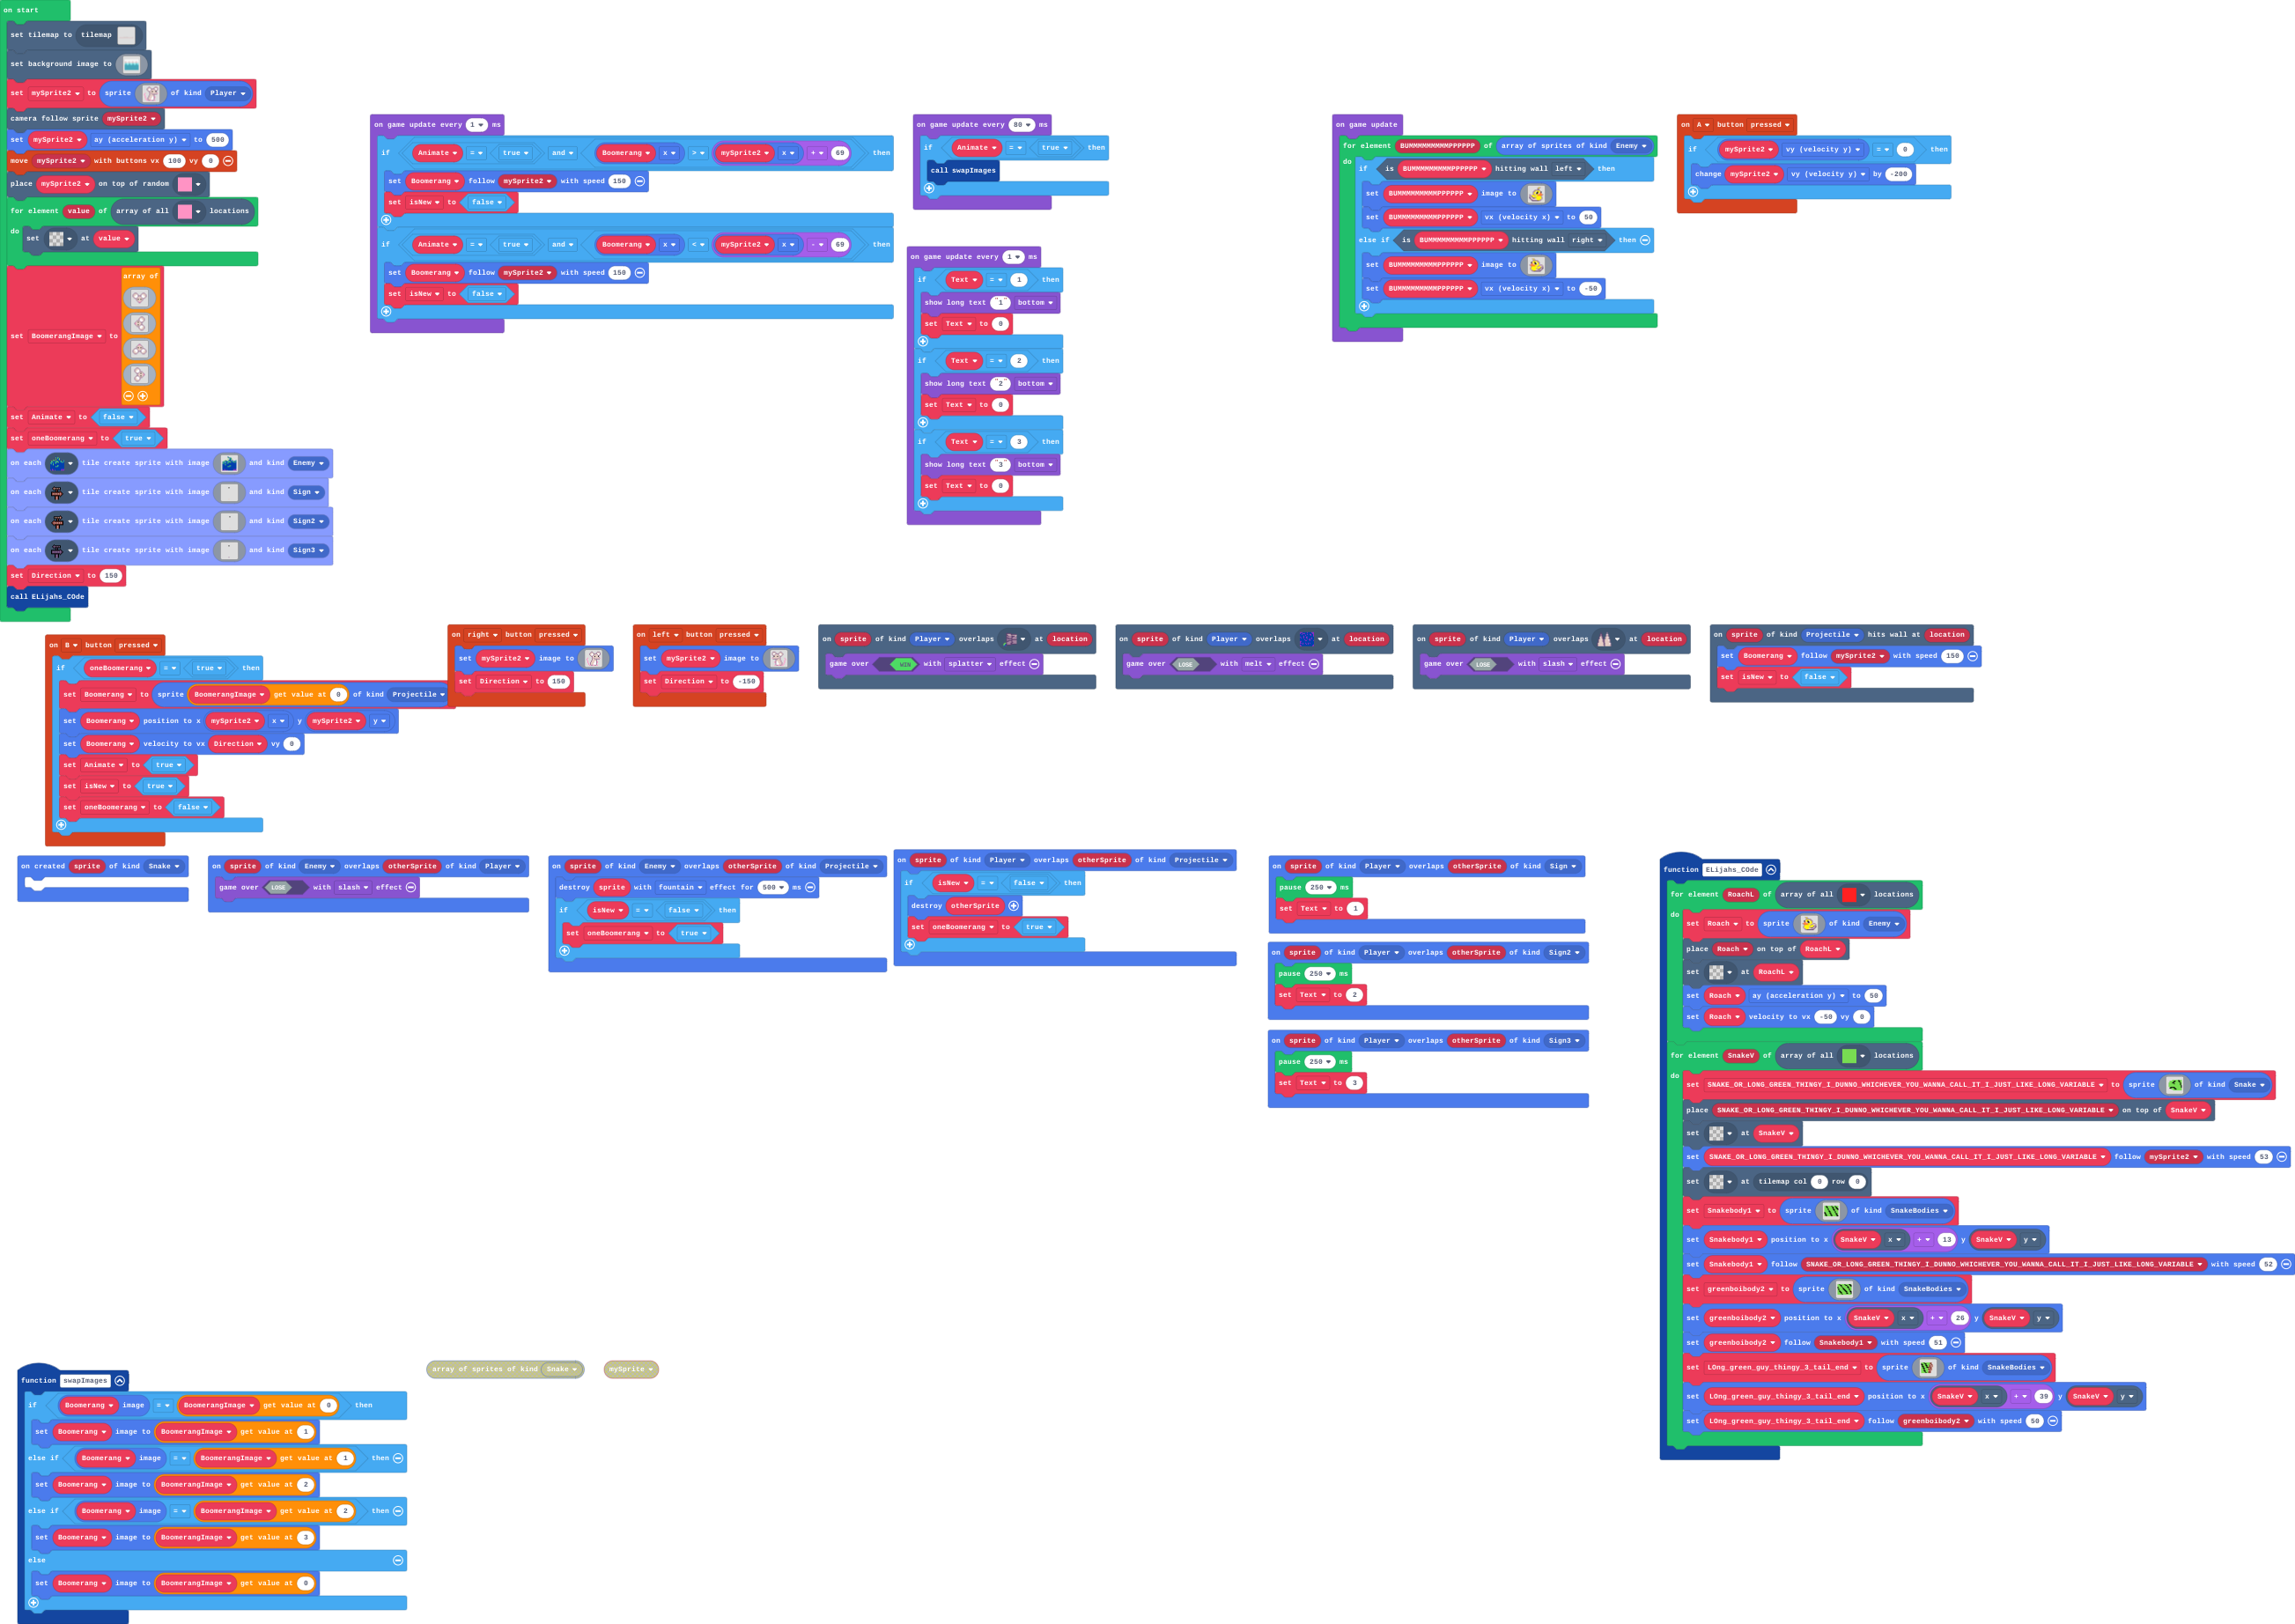 on start
set tilemap to tilemap
set background image to
set mySprite2 to sprite of kind Player
camera follow sprite mySprite2
set mySprite2 ay (acceleration y) to 500
move mySprite2 with buttons vx 100 vy 0
place mySprite2 on top of random
for element value of array of all locations
do set at value
set BoomerangImage to array of
set Animate to false
set oneBoomerang to true
on each tile create sprite with image and kind Enemy
on each tile create sprite with image and kind Sign
on each tile create sprite with image and kind Sign2
on each tile create sprite with image and kind Sign3
set Direction to 150
call ELijahs_COde
on game update every 1 ms
if Animate = true and Boomerang x > mySprite2 x + 69 then
set Boomerang follow mySprite2 with speed 150
set isNew to false
if Animate = true and Boomerang x < mySprite2 x - 69 then
set Boomerang follow mySprite2 with speed 150
set isNew to false
on game update every 80 ms
if Animate = true then
call swapImages
on game update every 1 ms
if Text = 1 then
show long text "1" bottom
set Text to 0
if Text = 2 then
show long text "2" bottom
set Text to 0
if Text = 3 then
show long text "3" bottom
set Text to 0
on game update
for element BUMMMMMMMMMPPPPPP of array of sprites of kind Enemy
do if is BUMMMMMMMMMPPPPPP hitting wall left then
set BUMMMMMMMMMPPPPPP image to
set BUMMMMMMMMMPPPPPP vx (velocity x) to 50
else if is BUMMMMMMMMMPPPPPP hitting wall right then
set BUMMMMMMMMMPPPPPP image to
set BUMMMMMMMMMPPPPPP vx (velocity x) to -50
on A button pressed
if mySprite2 vy (velocity y) = 0 then
change mySprite2 vy (velocity y) by -200
on B button pressed
if oneBoomerang = true then
set Boomerang to sprite BoomerangImage get value at 0 of kind Projectile
set Boomerang position to x mySprite2 x y mySprite2 y
set Boomerang velocity to vx Direction vy 0
set Animate to true
set isNew to true
set oneBoomerang to false
on right button pressed
set mySprite2 image to
set Direction to 150
on left button pressed
set mySprite2 image to
set Direction to -150
on sprite of kind Player overlaps at location
game over WIN with splatter effect
on sprite of kind Player overlaps at location
game over LOSE with melt effect
on sprite of kind Player overlaps at location
game over LOSE with slash effect
on sprite of kind Projectile hits wall at location
set Boomerang follow mySprite2 with speed 150
set isNew to false
on created sprite of kind Snake
on sprite of kind Enemy overlaps otherSprite of kind Player
game over LOSE with slash effect
on sprite of kind Enemy overlaps otherSprite of kind Projectile
destroy sprite with fountain effect for 500 ms
if isNew = false then
set oneBoomerang to true
on sprite of kind Player overlaps otherSprite of kind Projectile
if isNew = false then
destroy otherSprite
set oneBoomerang to true
on sprite of kind Player overlaps otherSprite of kind Sign
pause 250 ms
set Text to 1
on sprite of kind Player overlaps otherSprite of kind Sign2
pause 250 ms
set Text to 2
on sprite of kind Player overlaps otherSprite of kind Sign3
pause 250 ms
set Text to 3
function ELijahs_COde
for element RoachL of array of all locations
do set Roach to sprite of kind Enemy
place Roach on top of RoachL
set at RoachL
set Roach ay (acceleration y) to 50
set Roach velocity to vx -50 vy 0
for element SnakeV of array of all locations
do set SNAKE_OR_LONG_GREEN_THINGY_I_DUNNO_WHICHEVER_YOU_WANNA_CALL_IT_I_JUST_LIKE_LONG_VARIABLE to sprite of kind Snake
place SNAKE_OR_LONG_GREEN_THINGY_I_DUNNO_WHICHEVER_YOU_WANNA_CALL_IT_I_JUST_LIKE_LONG_VARIABLE on top of SnakeV
set at SnakeV
set SNAKE_OR_LONG_GREEN_THINGY_I_DUNNO_WHICHEVER_YOU_WANNA_CALL_IT_I_JUST_LIKE_LONG_VARIABLE follow mySprite2 with speed 53
set at tilemap col 0 row 0
set Snakebody1 to sprite of kind SnakeBodies
set Snakebody1 position to x SnakeV x + 13 y SnakeV y
set Snakebody1 follow SNAKE_OR_LONG_GREEN_THINGY_I_DUNNO_WHICHEVER_YOU_WANNA_CALL_IT_I_JUST_LIKE_LONG_VARIABLE with speed 52
set greenboibody2 to sprite of kind SnakeBodies
set greenboibody2 position to x SnakeV x + 26 y SnakeV y
set greenboibody2 follow Snakebody1 with speed 51
set LOng_green_guy_thingy_3_tail_end to sprite of kind SnakeBodies
set LOng_green_guy_thingy_3_tail_end position to x SnakeV x + 39 y SnakeV y
set LOng_green_guy_thingy_3_tail_end follow greenboibody2 with speed 50
function swapImages
if Boomerang image = BoomerangImage get value at 0 then
set Boomerang image to BoomerangImage get value at 1
else if Boomerang image = BoomerangImage get value at 1 then
set Boomerang image to BoomerangImage get value at 2
else if Boomerang image = BoomerangImage get value at 2 then
set Boomerang image to BoomerangImage get value at 3
else
set Boomerang image to BoomerangImage get value at 0
array of sprites of kind Snake
mySprite